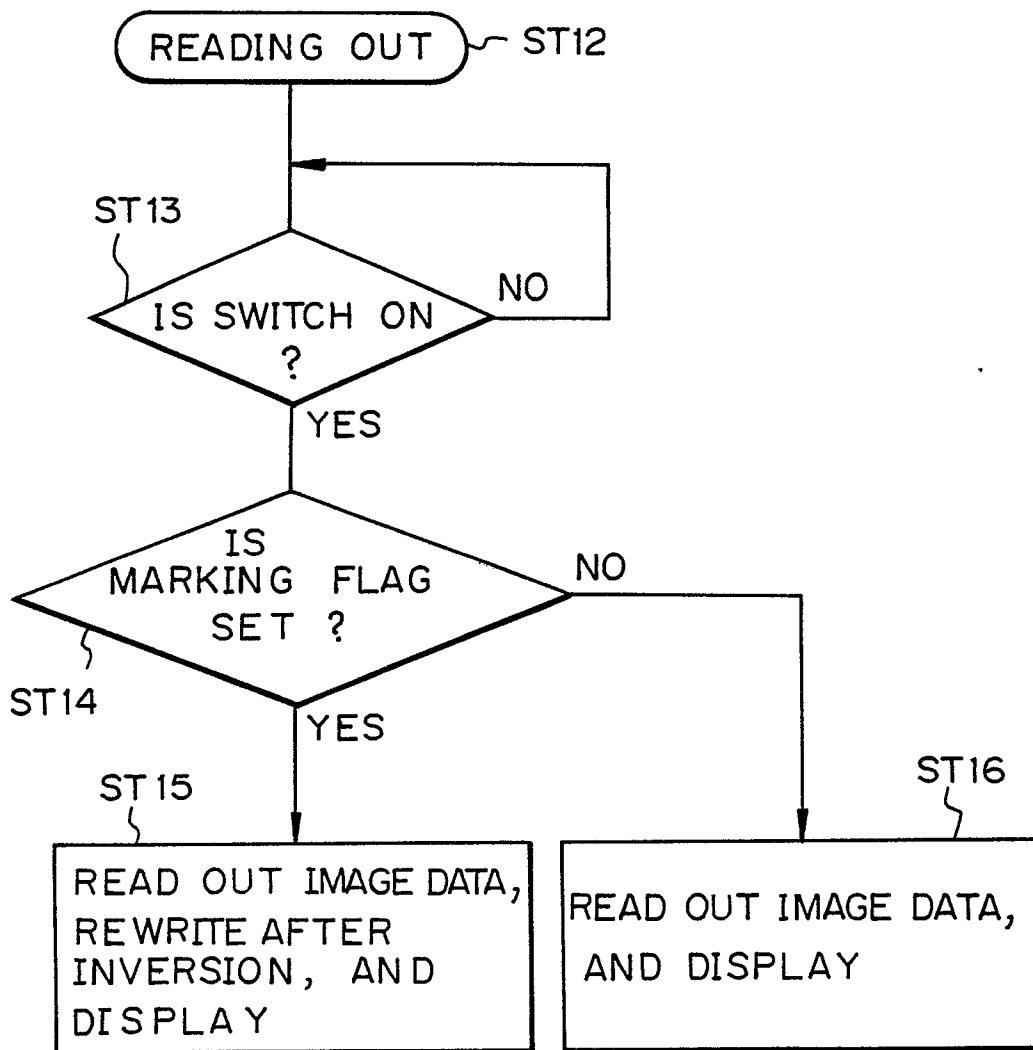 READING OUT
ST12
ST13
IS SWITCH ON
?
NO
YES
IS
MARKING FLAG
SET ?
NO
ST14
YES
ST15
ST16
READ OUT IMAGE DATA,
REWRITE AFTER
INVERSION, AND
DISPLAY
READ OUT IMAGE DATA,
AND DISPLAY